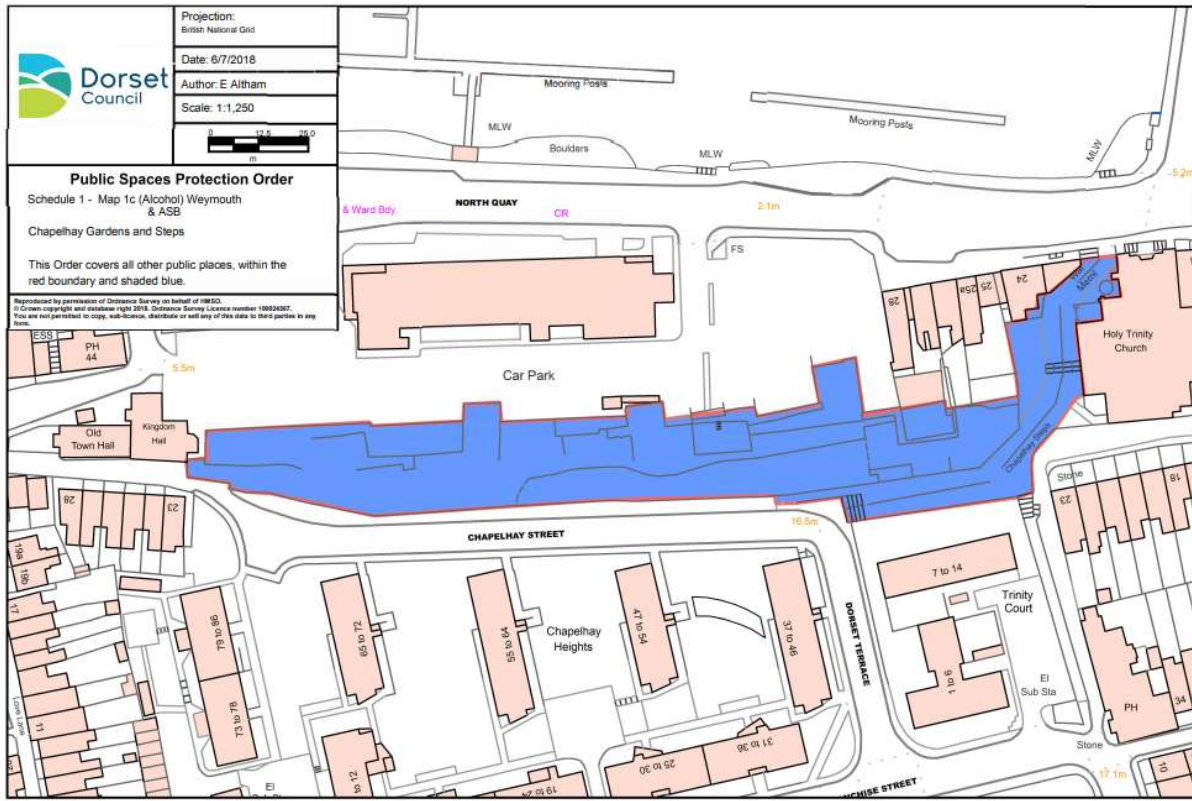 Dorset
Council
Projection:
British National Grid
Date: 6/7/2018
Author: E Altham
Scale: 1:1,250
0 12.5 25.0
m
Public Spaces Protection Order
Schedule 1 - Map 1c (Alcohol) Weymouth
& ASB
Chapelhay Gardens and Steps
This Order covers all other public places, within the
red boundary and shaded blue.
Reproduced by permission of Ordnance Survey on behalf of HMSO.
© Crown copyright and database right 2018. Ordnance Survey Licence number 100024307.
You are not permitted to copy, sub-licence, distribute or sell any of this data to third parties in any
form.
Mooring Posts
Mooring Posts
MLW
Boulders
MLW
MLW
5.2m
& Ward Bdy
NORTH QUAY
CR
2.1m
FS
28
25a
25
24
War
Meml
Holy Trinity
Church
ESS
PH
44
5.5m
Car Park
Old
Town Hall
Kingdom
Hall
Chapelhay Steps
Stone
28
23
CHAPELHAY STREET
16.5m
23
18
19a
19b
17
11
Love Lane
79 to 86
73 to 78
65 to 72
55 to 64
Chapelhay
Heights
47 to 54
37 to 46
DORSET TERRACE
7 to 14
Trinity
Court
1 to 6
El
Sub Sta
PH
34
Stone
17.1m
10
El
to 12
19 to 24
25 to 30
31 to 36